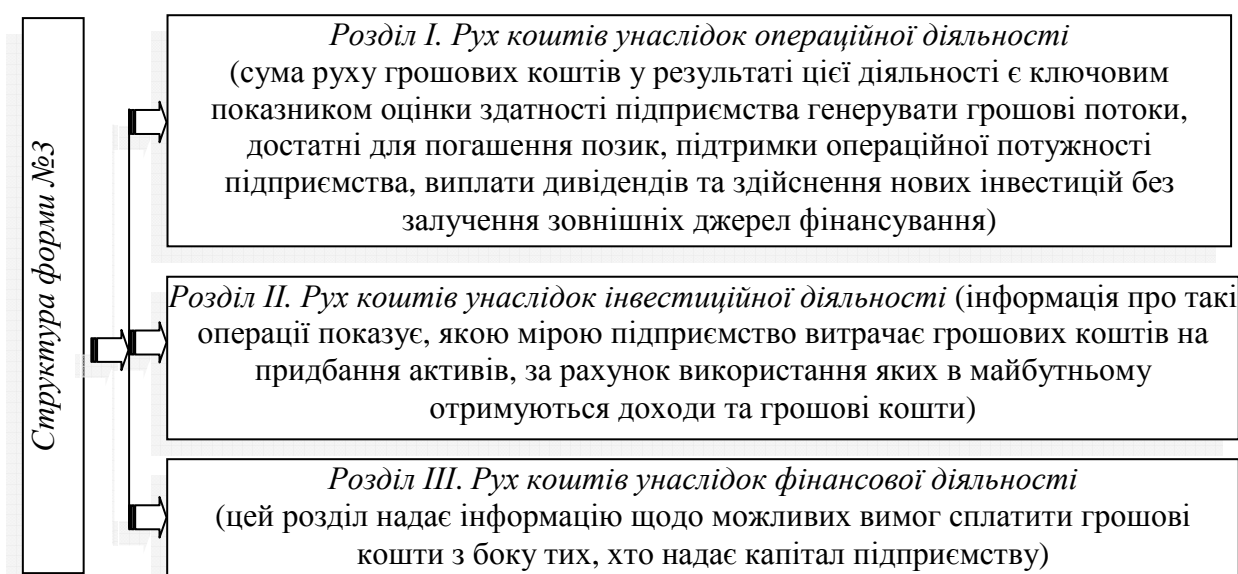 Структура форми №3
Розділ І. Рух коштів унаслідок операційної діяльності
(сума руху грошових коштів у результаті цієї діяльності є ключовим
показником оцінки здатності підприємства генерувати грошові потоки,
достатні для погашення позик, підтримки операційної потужності
підприємства, виплати дивідендів та здійснення нових інвестицій без
залучення зовнішніх джерел фінансування)
Розділ ІІ. Рух коштів унаслідок інвестиційної діяльності (інформація про такі
операції показує, якою мірою підприємство витрачає грошових коштів на
придбання активів, за рахунок використання яких в майбутньому
отримуються доходи та грошові кошти)
Розділ ІІІ. Рух коштів унаслідок фінансової діяльності
(цей розділ надає інформацію щодо можливих вимог сплатити грошові
кошти з боку тих, хто надає капітал підприємству)